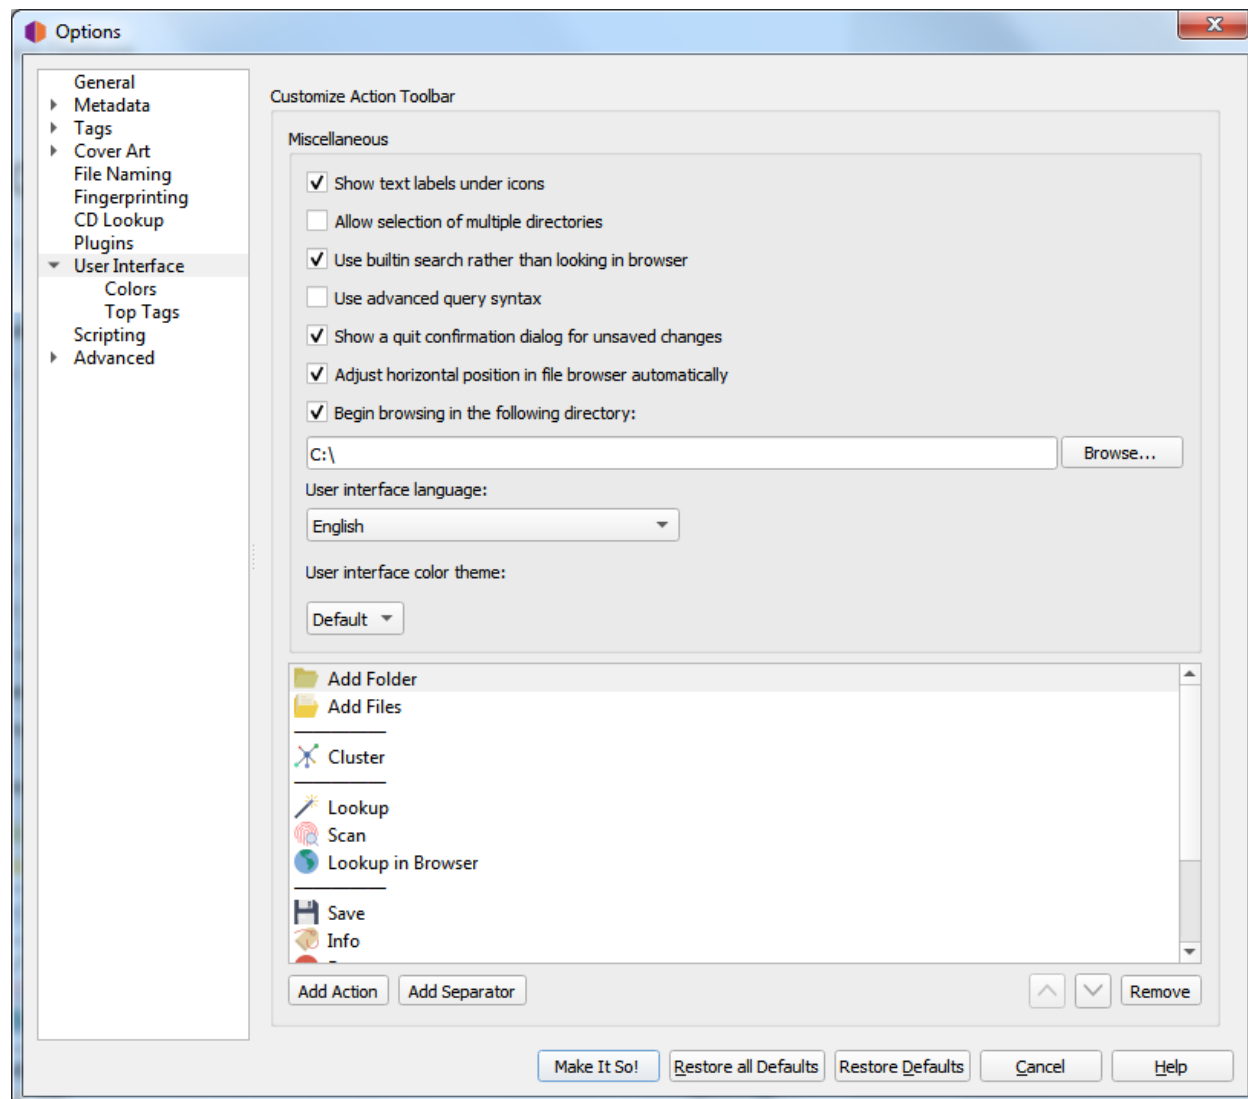 Options
General
Metadata
Tags
Cover Art
File Naming
Fingerprinting
CD Lookup
Plugins
User Interface
Colors
Top Tags
Scripting
Advanced
Customize Action Toolbar
Miscellaneous
Show text labels under icons
Allow selection of multiple directories
Use builtin search rather than looking in browser
Use advanced query syntax
Show a quit confirmation dialog for unsaved changes
Adjust horizontal position in file browser automatically
Begin browsing in the following directory:
C:\
Browse...
User interface language:
English
User interface color theme:
Default
Add Folder
Add Files
Cluster
Lookup
Scan
Lookup in Browser
Save
Info
Add Action Add Separator Remove
Make It So! Restore all Defaults Restore Defaults Cancel Help